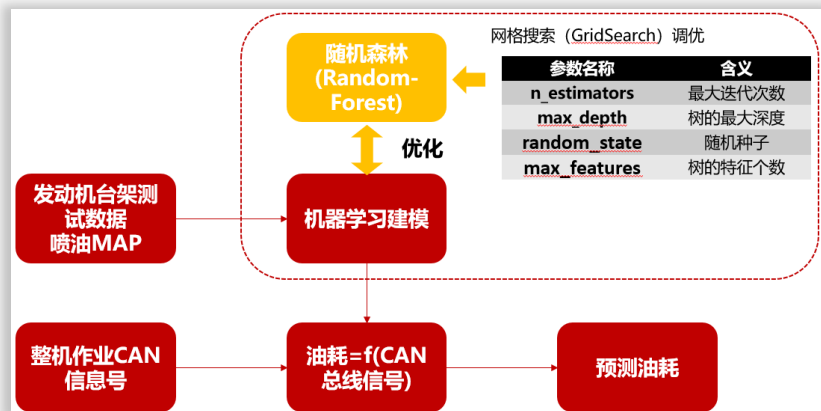 网格搜索（GridSearch）调优
随机森林
(Random-
Forest)
参数名称 含义
n_estimators 最大迭代次数
max_depth 树的最大深度
random_state 随机种子
max_features 树的特征个数
优化
发动机台架测
试数据
喷油MAP
机器学习建模
整机作业CAN
信息号
油耗=f(CAN
总线信号)
预测油耗